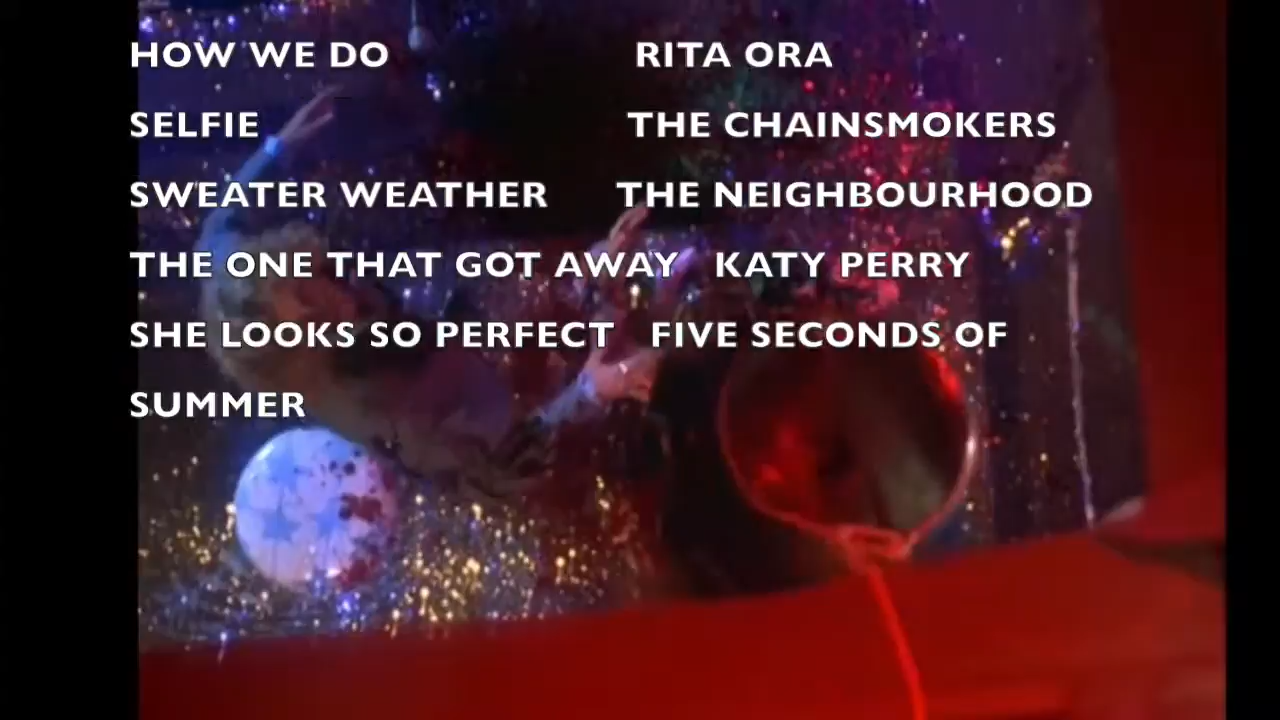 HOW WE DO RITA ORA
SELFIE THE CHAINSMOKERS
SWEATER WEATHER THE NEIGHBOURHOOD
THE ONE THAT GOT AWAY KATY PERRY
SHE LOOKS SO PERFECT FIVE SECONDS OF
SUMMER